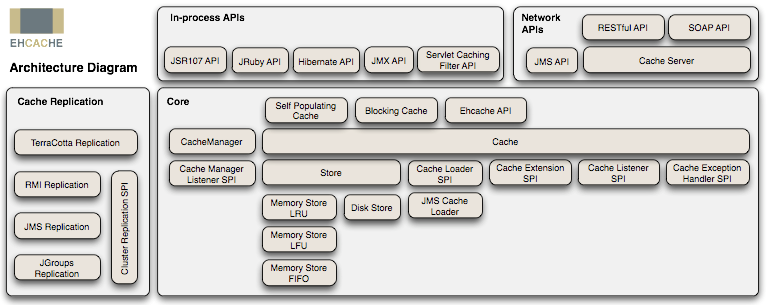 EHCACHE
Architecture Diagram
In-process APIs
JSR107 API
JRuby API
Hibernate API
JMX API
Servlet Caching
Filter API
Network
APIs
RESTful API
SOAP API
JMS API
Cache Server
Cache Replication
TerraCotta Replication
RMI Replication
JMS Replication
JGroups
Replication
Cluster Replication SPI
Core
Self Populating
Cache
Blocking Cache
Ehcache API
CacheManager
Cache
Cache Manager
Listener SPI
Store
Cache Loader
SPI
Cache Extension
SPI
Cache Listener
SPI
Cache Exception
Handler SPI
Memory Store
LRU
Disk Store
JMS Cache
Loader
Memory Store
LFU
Memory Store
FIFO